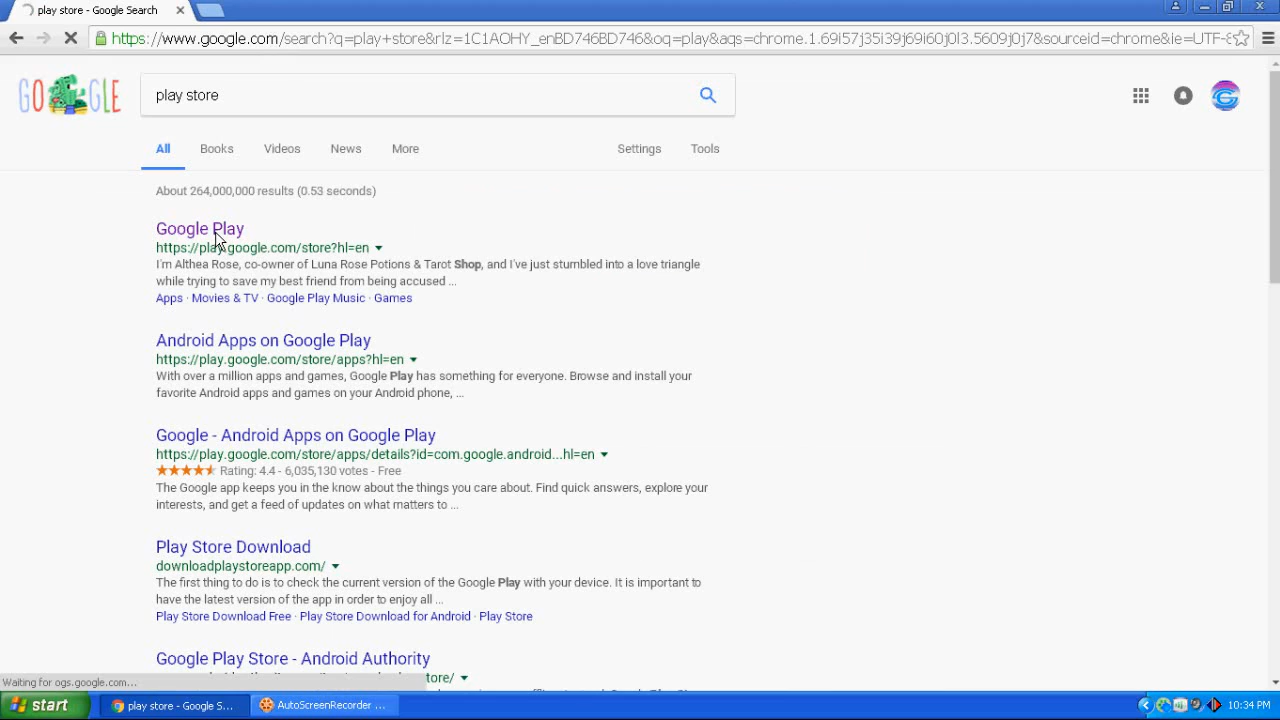 play store - Google Search
https://www.google.com/search?q=play+store&rlz=1C1AOHY_enBD746BD746&oq=play&aqs=chrome.1.69i57j35i39j69i60j0l3.5609j0j7&sourceid=chrome&ie=UTF-8
GOOGLE
play store
All Books Videos News More Settings Tools
About 264,000,000 results (0.53 seconds)
Google Play
https://play.google.com/store?hl=en
I'm Althea Rose, co-owner of Luna Rose Potions & Tarot Shop, and I've just stumbled into a love triangle
while trying to save my best friend from being accused ...
Apps · Movies & TV · Google Play Music · Games
Android Apps on Google Play
https://play.google.com/store/apps?hl=en
With over a million apps and games, Google Play has something for everyone. Browse and install your
favorite Android apps and games on your Android phone, ...
Google - Android Apps on Google Play
https://play.google.com/store/apps/details?id=com.google.android...hl=en
Rating: 4.4 - 6,035,130 votes - Free
The Google app keeps you in the know about the things you care about. Find quick answers, explore your
interests, and get a feed of updates on what matters to ...
Play Store Download
downloadplaystoreapp.com/
The first thing to do is to check the current version of the Google Play with your device. It is important to
have the latest version of the app in order to enjoy all ...
Play Store Download Free · Play Store Download for Android · Play Store
Google Play Store - Android Authority
store/
Waiting for ogs.google.com...
start play store - Google S... AutoScreenRecorder ... 10:34 PM